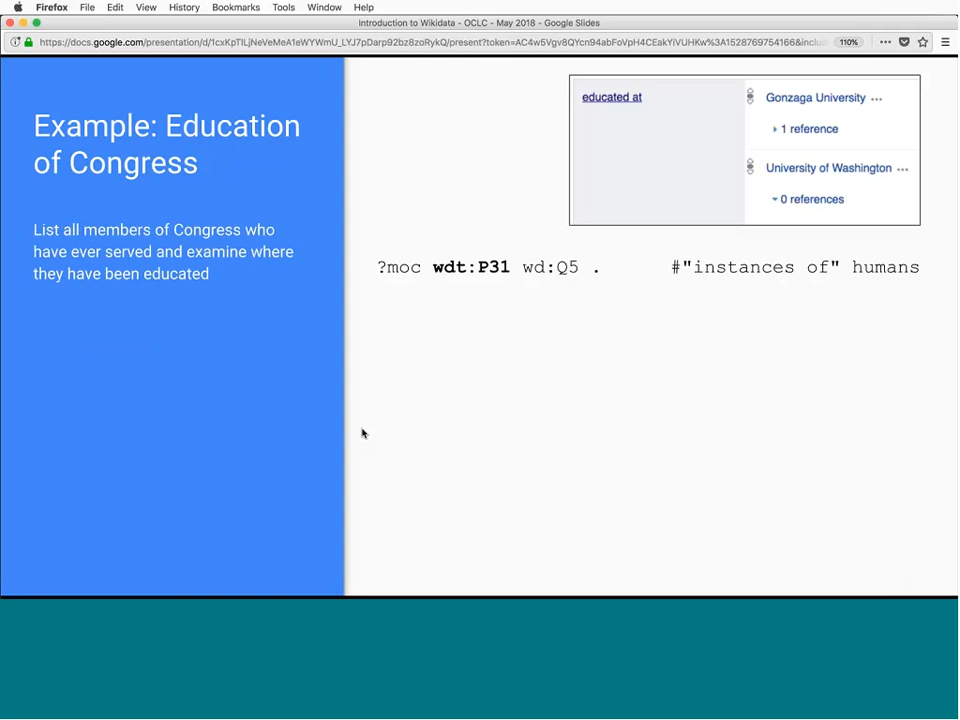 Firefox File Edit View History Bookmarks Tools Window Help
Introduction to Wikidata - OCLC - May 2018 - Google Slides
110%
Example: Education
of Congress
List all members of Congress who
have ever served and examine where
they have been educated
educated at
Gonzaga University
1 reference
University of Washington
0 references
?moc wdt:P31 wd:Q5 . #"instances of" humans